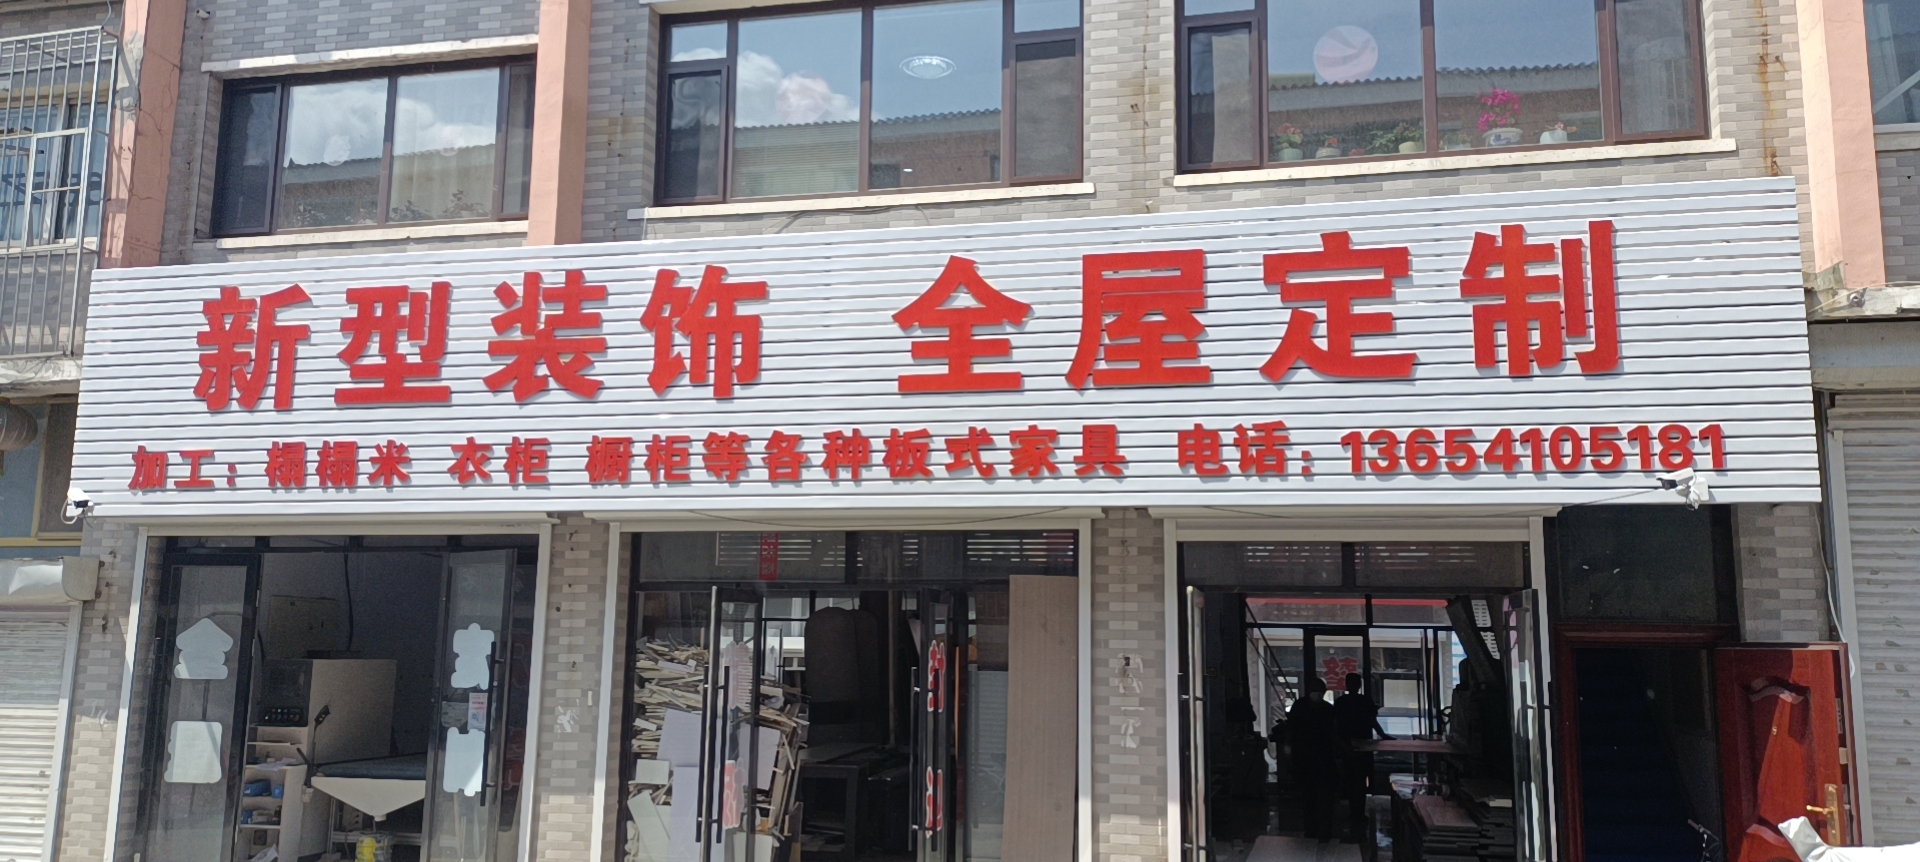 新型装饰 全屋定制
加工：榻榻米 衣柜 橱柜等各种板式家具 电话：13654105181